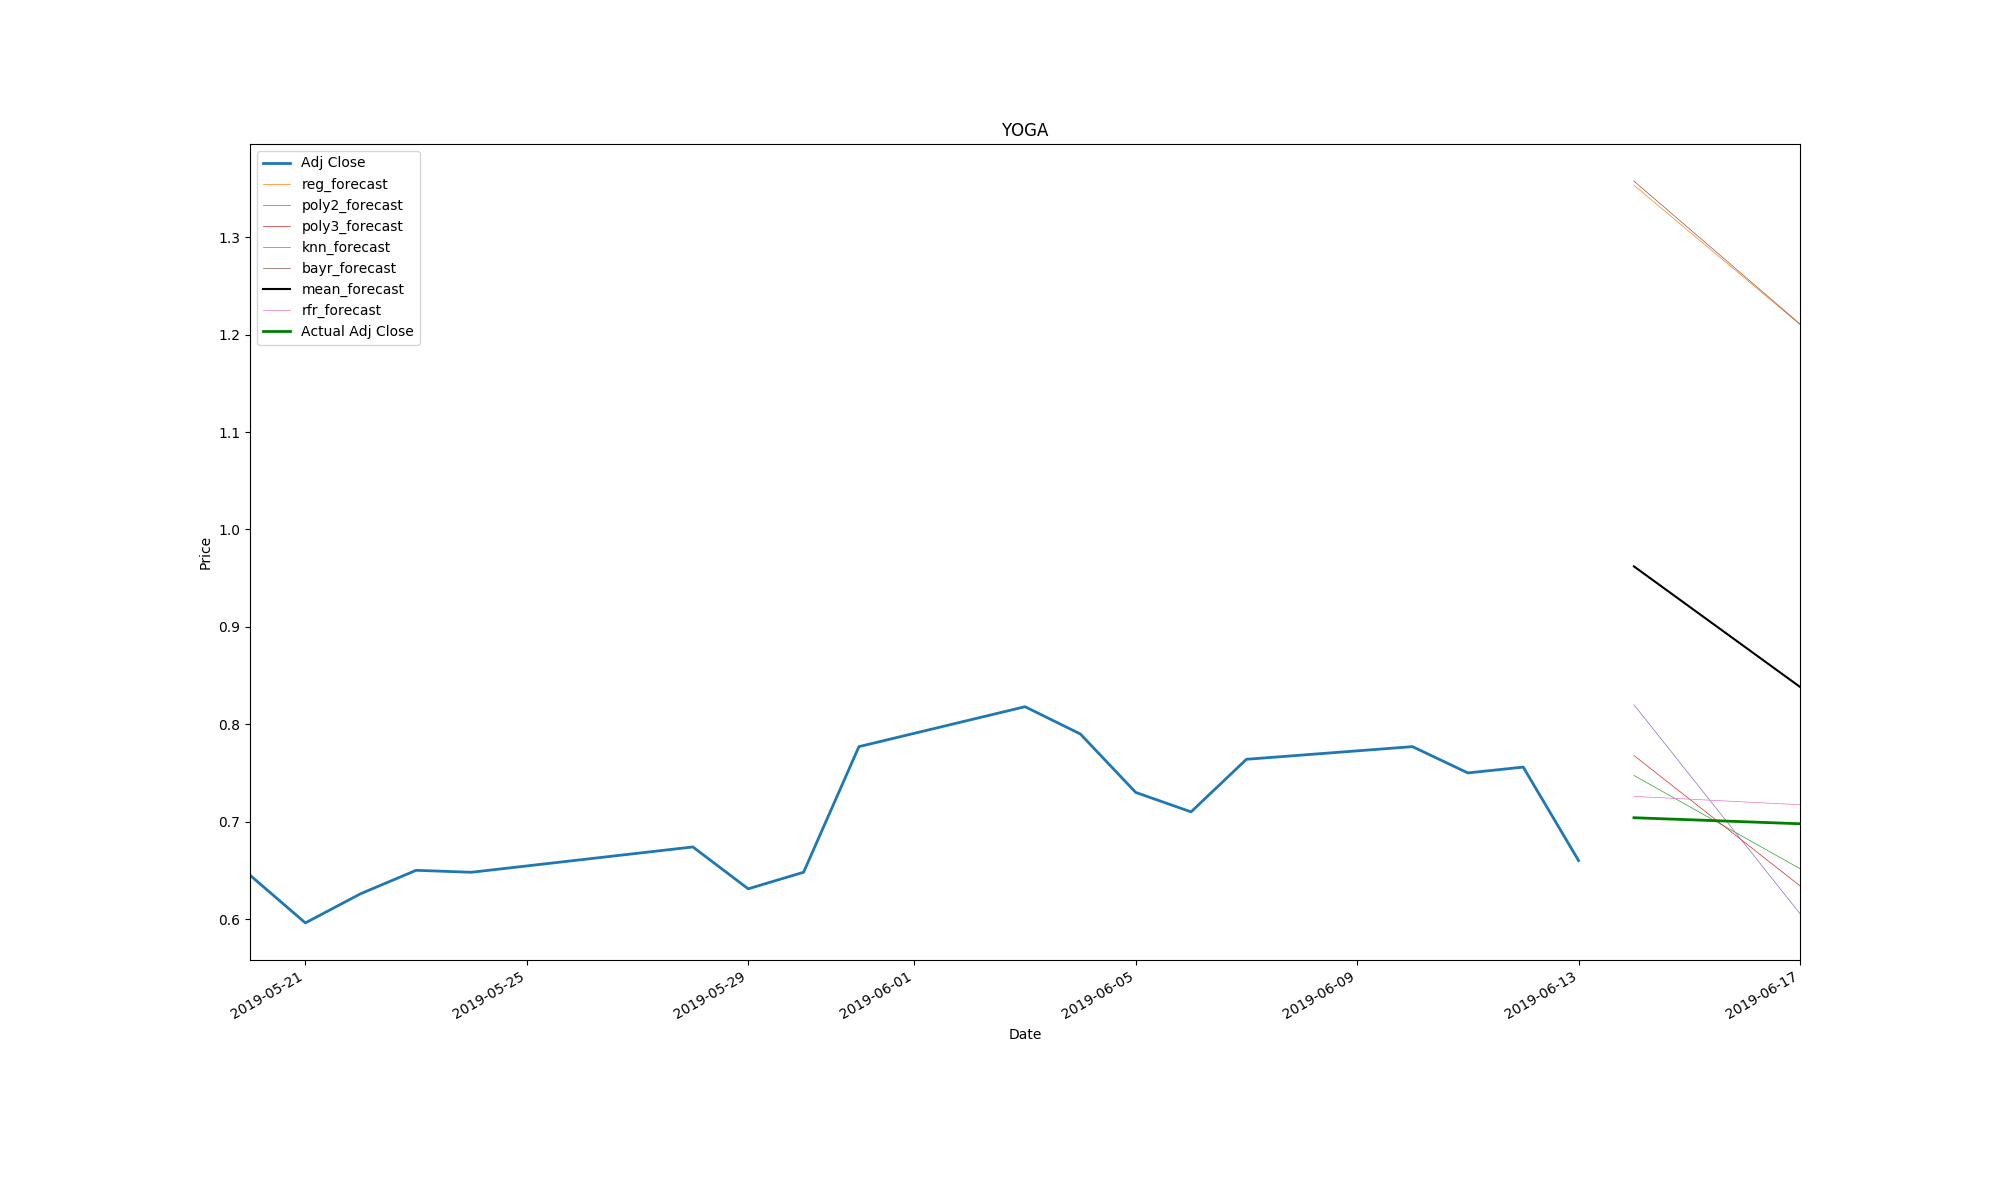 YOGA
Adj Close
reg_forecast
poly2_forecast
poly3_forecast
knn_forecast
bayr_forecast
mean_forecast
rfr_forecast
Actual Adj Close
Price
1.3
1.2
1.1
1.0
0.9
0.8
0.7
0.6
2019-05-21
2019-05-25
2019-05-29
2019-06-01
2019-06-05
2019-06-09
2019-06-13
2019-06-17
Date